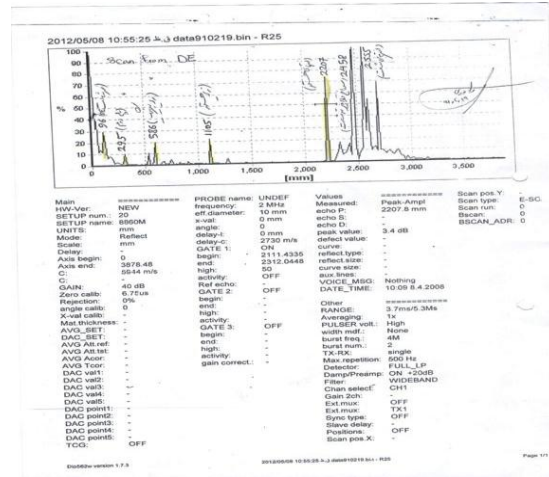 2012/05/08 10:55:25 ق.ظ data910219.bin - R25
Scan from DE
100
90
80
70
60
50
40
30
20
10
0
%
96
295
586
1105
2207
2458
2555
0 500 1,000 1,500 2,000 2,500 3,000 3,500
[mm]
Main ============
HW-Ver: NEW
SETUP num.: 20
SETUP name: 8560M
UNITS: mm
Mode: Reflect
Scale: mm
Delay: -
Axis begin: 0
Axis end: 3878.48
C: 5544 m/s
C: -
GAIN: 40 dB
Zero calib: 6.75us
Rejection: 0%
angle calib: 0
X-val calib: -
Mat.thickness: -
AVG_SET: -
DAC_SET: -
AVG Att.ref: -
AVG Att.tst: -
AVG Acor: -
AVG Tcor: -
DAC val1: -
DAC val2: -
DAC val3: -
DAC val4: -
DAC val5: -
DAC point1: -
DAC point2: -
DAC point3: -
DAC point4: -
DAC point5: -
TCG: OFF
PROBE name: UNDEF
frequency: 2 MHz
eff.diameter: 10 mm
x-val: 0 mm
angle: 0
delay-l: 0 mm
delay-c: 2730 m/s
GATE 1: ON
begin: 2111.4335
end: 2312.0448
high: 50
activity: OFF
Ref echo: -
GATE 2: OFF
begin: -
end: -
high: -
activity: -
GATE 3: OFF
begin: -
end: -
high: -
activity: -
gain correct.: -
Values ============
Measured: Peak-Ampl
echo P: 2207.8 mm
echo S: -
echo D: -
peak value: 3.4 dB
defect value: -
curve: -
reflect.type: -
reflect.size: -
curve size: -
aux.lines: -
VOICE_MSG: Nothing
DATE_TIME: 10:09 8.4.2008
Other ============
RANGE: 3.7ms/5.3Ms
Averaging: 1x
PULSER volt.: High
width mdf.: None
burst freq.: 4M
burst num.: 2
TX-RX: single
Max.repetition: 500 Hz
Detector: FULL_LP
Damp/Preamp: ON +20dB
Filter: WIDEBAND
Chan select: CH1
Gain 2ch: -
Ext.mux: OFF
Ext.mux: TX1
Sync type: OFF
Slave delay: -
Positions: OFF
Scan pos.X: -
Scan pos.Y: -
Scan type: E-SC.
Scan run: 0
Bscan: 0
BSCAN_ADR: 0
2012/05/08 10:55:25 ق.ظ data910219.bin - R25
Page 1/1